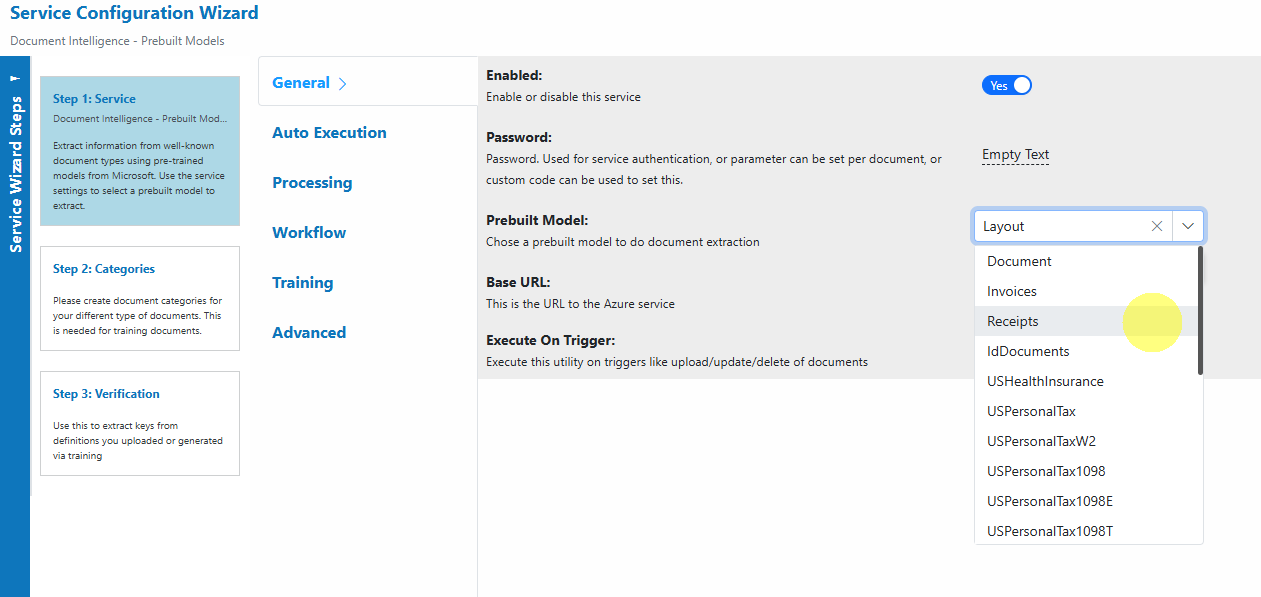 Service Configuration Wizard
Document Intelligence - Prebuilt Models
Service Wizard Steps
Step 1: Service
Document Intelligence - Prebuilt Mod...
Extract information from well-known
document types using pre-trained
models from Microsoft. Use the service
settings to select a prebuilt model to
extract.
Step 2: Categories
Please create document categories for
your different type of documents. This
is needed for training documents.
Step 3: Verification
Use this to extract keys from
definitions you uploaded or generated
via training
General
Auto Execution
Processing
Workflow
Training
Advanced
Enabled:
Enable or disable this service
Yes
Password:
Password. Used for service authentication, or parameter can be set per document, or
custom code can be used to set this.
Empty Text
Prebuilt Model:
Chose a prebuilt model to do document extraction
Layout
Base URL:
This is the URL to the Azure service
Execute On Trigger:
Execute this utility on triggers like upload/update/delete of documents
Document
Invoices
Receipts
IdDocuments
USHealthInsurance
USPersonalTax
USPersonalTaxW2
USPersonalTax1098
USPersonalTax1098E
USPersonalTax1098T